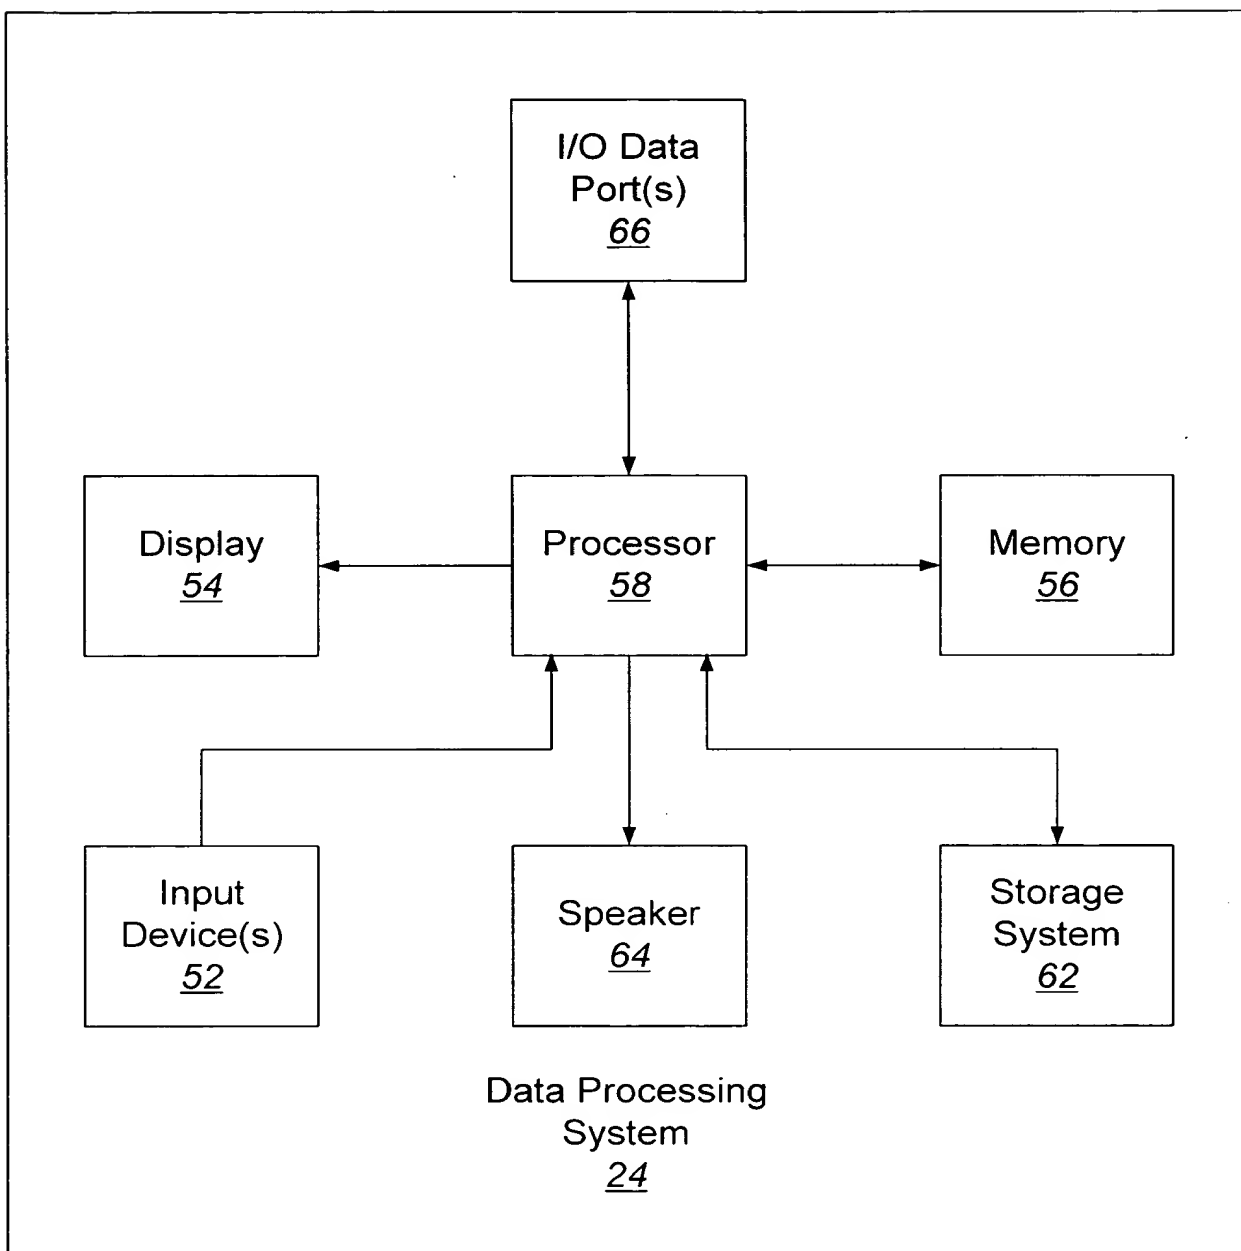 I/O Data
Port(s)
66
Display
54
Processor
58
Memory
56
Input
Device(s)
52
Speaker
64
Storage
System
62
Data Processing
System
24